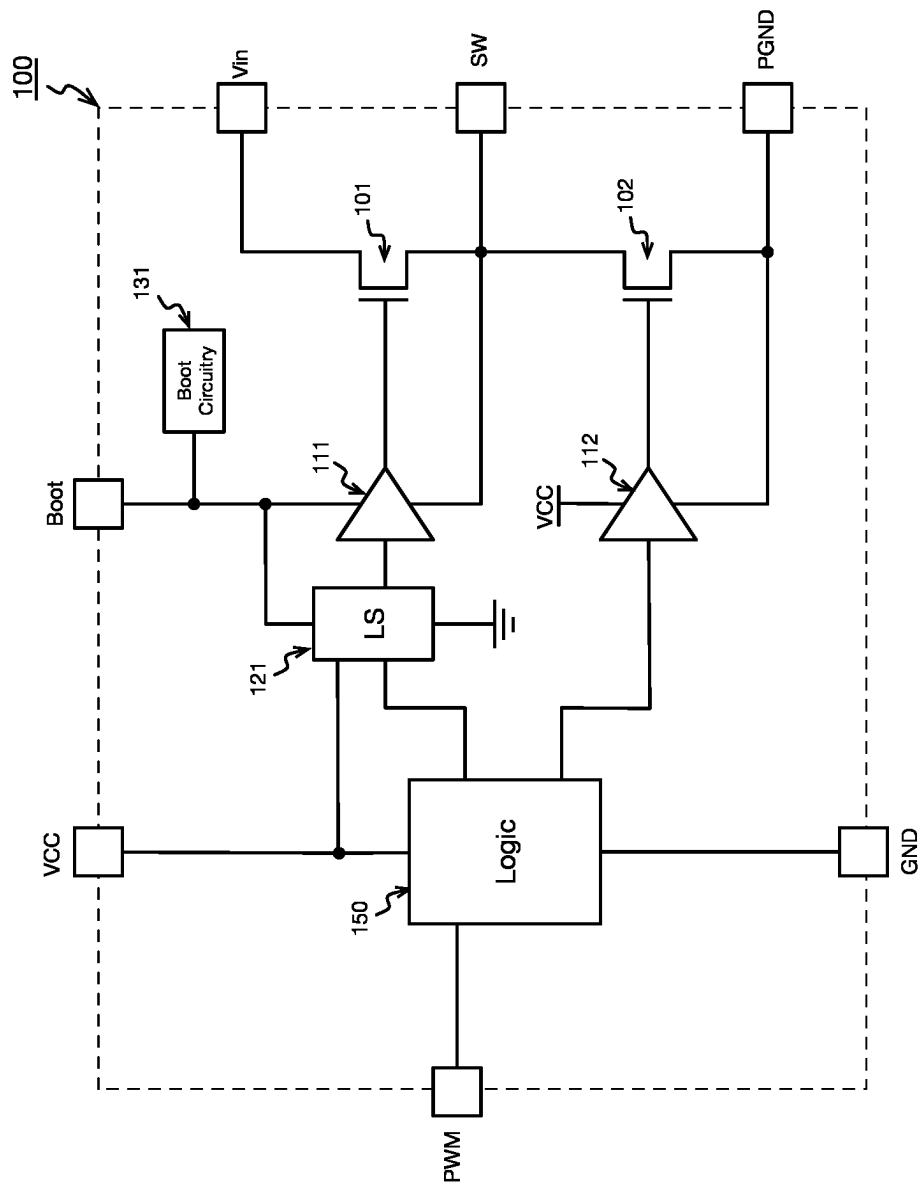 100
VCC
Boot
131
Boot
Circuitry
Vin
121
LS
111
101
SW
150
Logic
PWM
VCC
112
102
PGND
GND